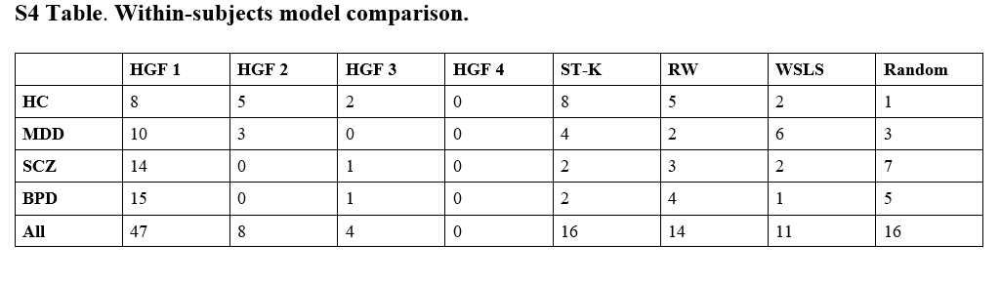 S4 Table. Within-subjects model comparison.
HGF 1 HGF 2 HGF 3 HGF 4 ST-K RW WSLS Random
HC 8 5 2 0 8 5 2 1
MDD 10 3 0 0 4 2 6 3
SCZ 14 0 1 0 2 3 2 7
BPD 15 0 1 0 2 4 1 5
All 47 8 4 0 16 14 11 16